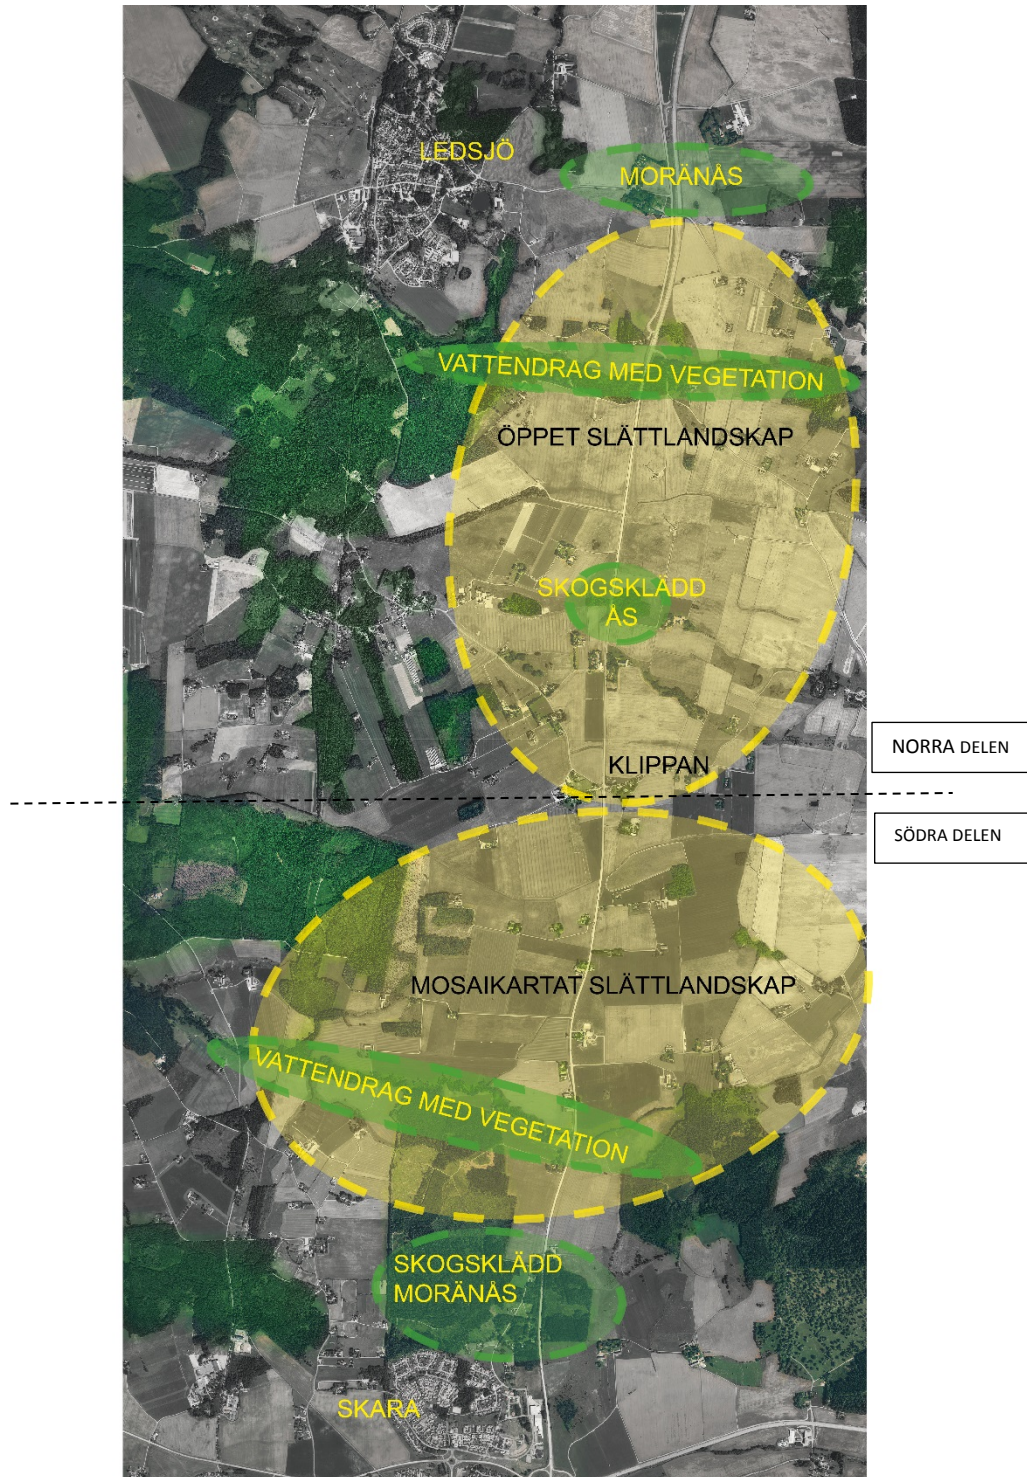 LEDSJÖ
MORÄNÅS
VATTENDRAG MED VEGETATION
ÖPPET SLÄTTLANDSKAP
SKOGSKLÄDD
ÅS
KLIPPAN
NORRA DELEN
SÖDRA DELEN
MOSAIKARTAT SLÄTTLANDSKAP
VATTENDRAG MED VEGETATION
SKOGSKLÄDD
MORÄNÅS
SKARA